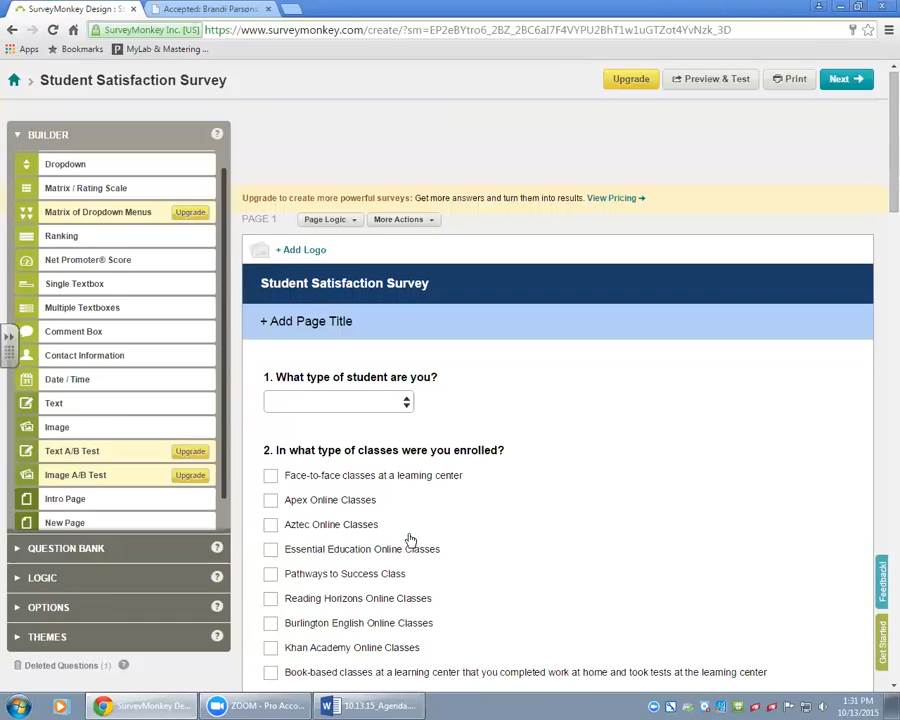 SurveyMonkey Design : S
Accepted: Brandi Parsons
SurveyMonkey Inc. [US]
Apps
Bookmarks
MyLab & Mastering ...
Student Satisfaction Survey
Upgrade
Preview & Test
Print
Next
BUILDER
Dropdown
Matrix / Rating Scale
Matrix of Dropdown Menus
Upgrade
Ranking
Net Promoter® Score
Single Textbox
Multiple Textboxes
Comment Box
Contact Information
Date / Time
Text
Image
Text A/B Test
Upgrade
Image A/B Test
Upgrade
Intro Page
New Page
QUESTION BANK
LOGIC
OPTIONS
THEMES
Deleted Questions (1)
Upgrade to create more powerful surveys: Get more answers and turn them into results. View Pricing
PAGE 1
Page Logic
More Actions
+ Add Logo
Student Satisfaction Survey
+ Add Page Title
1. What type of student are you?
2. In what type of classes were you enrolled?
Face-to-face classes at a learning center
Apex Online Classes
Aztec Online Classes
Essential Education Online Classes
Pathways to Success Class
Reading Horizons Online Classes
Burlington English Online Classes
Khan Academy Online Classes
Book-based classes at a learning center that you completed work at home and took tests at the learning center
Feedback!
Get Started
SurveyMonkey De...
ZOOM - Pro Acco...
10.13.15_Agenda...
1:31 PM
10/13/2015